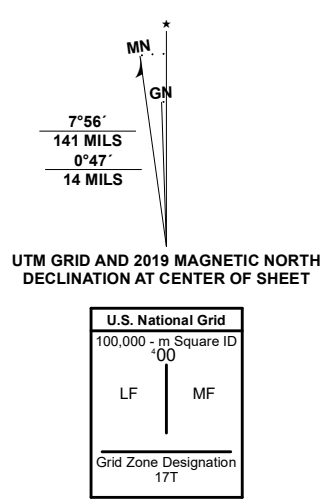 MN
GN
7°56´
141 MILS
0°47´
14 MILS
UTM GRID AND 2019 MAGNETIC NORTH
DECLINATION AT CENTER OF SHEET
U.S. National Grid
100,000 - m Square ID
⁴00
LF MF
Grid Zone Designation
17T